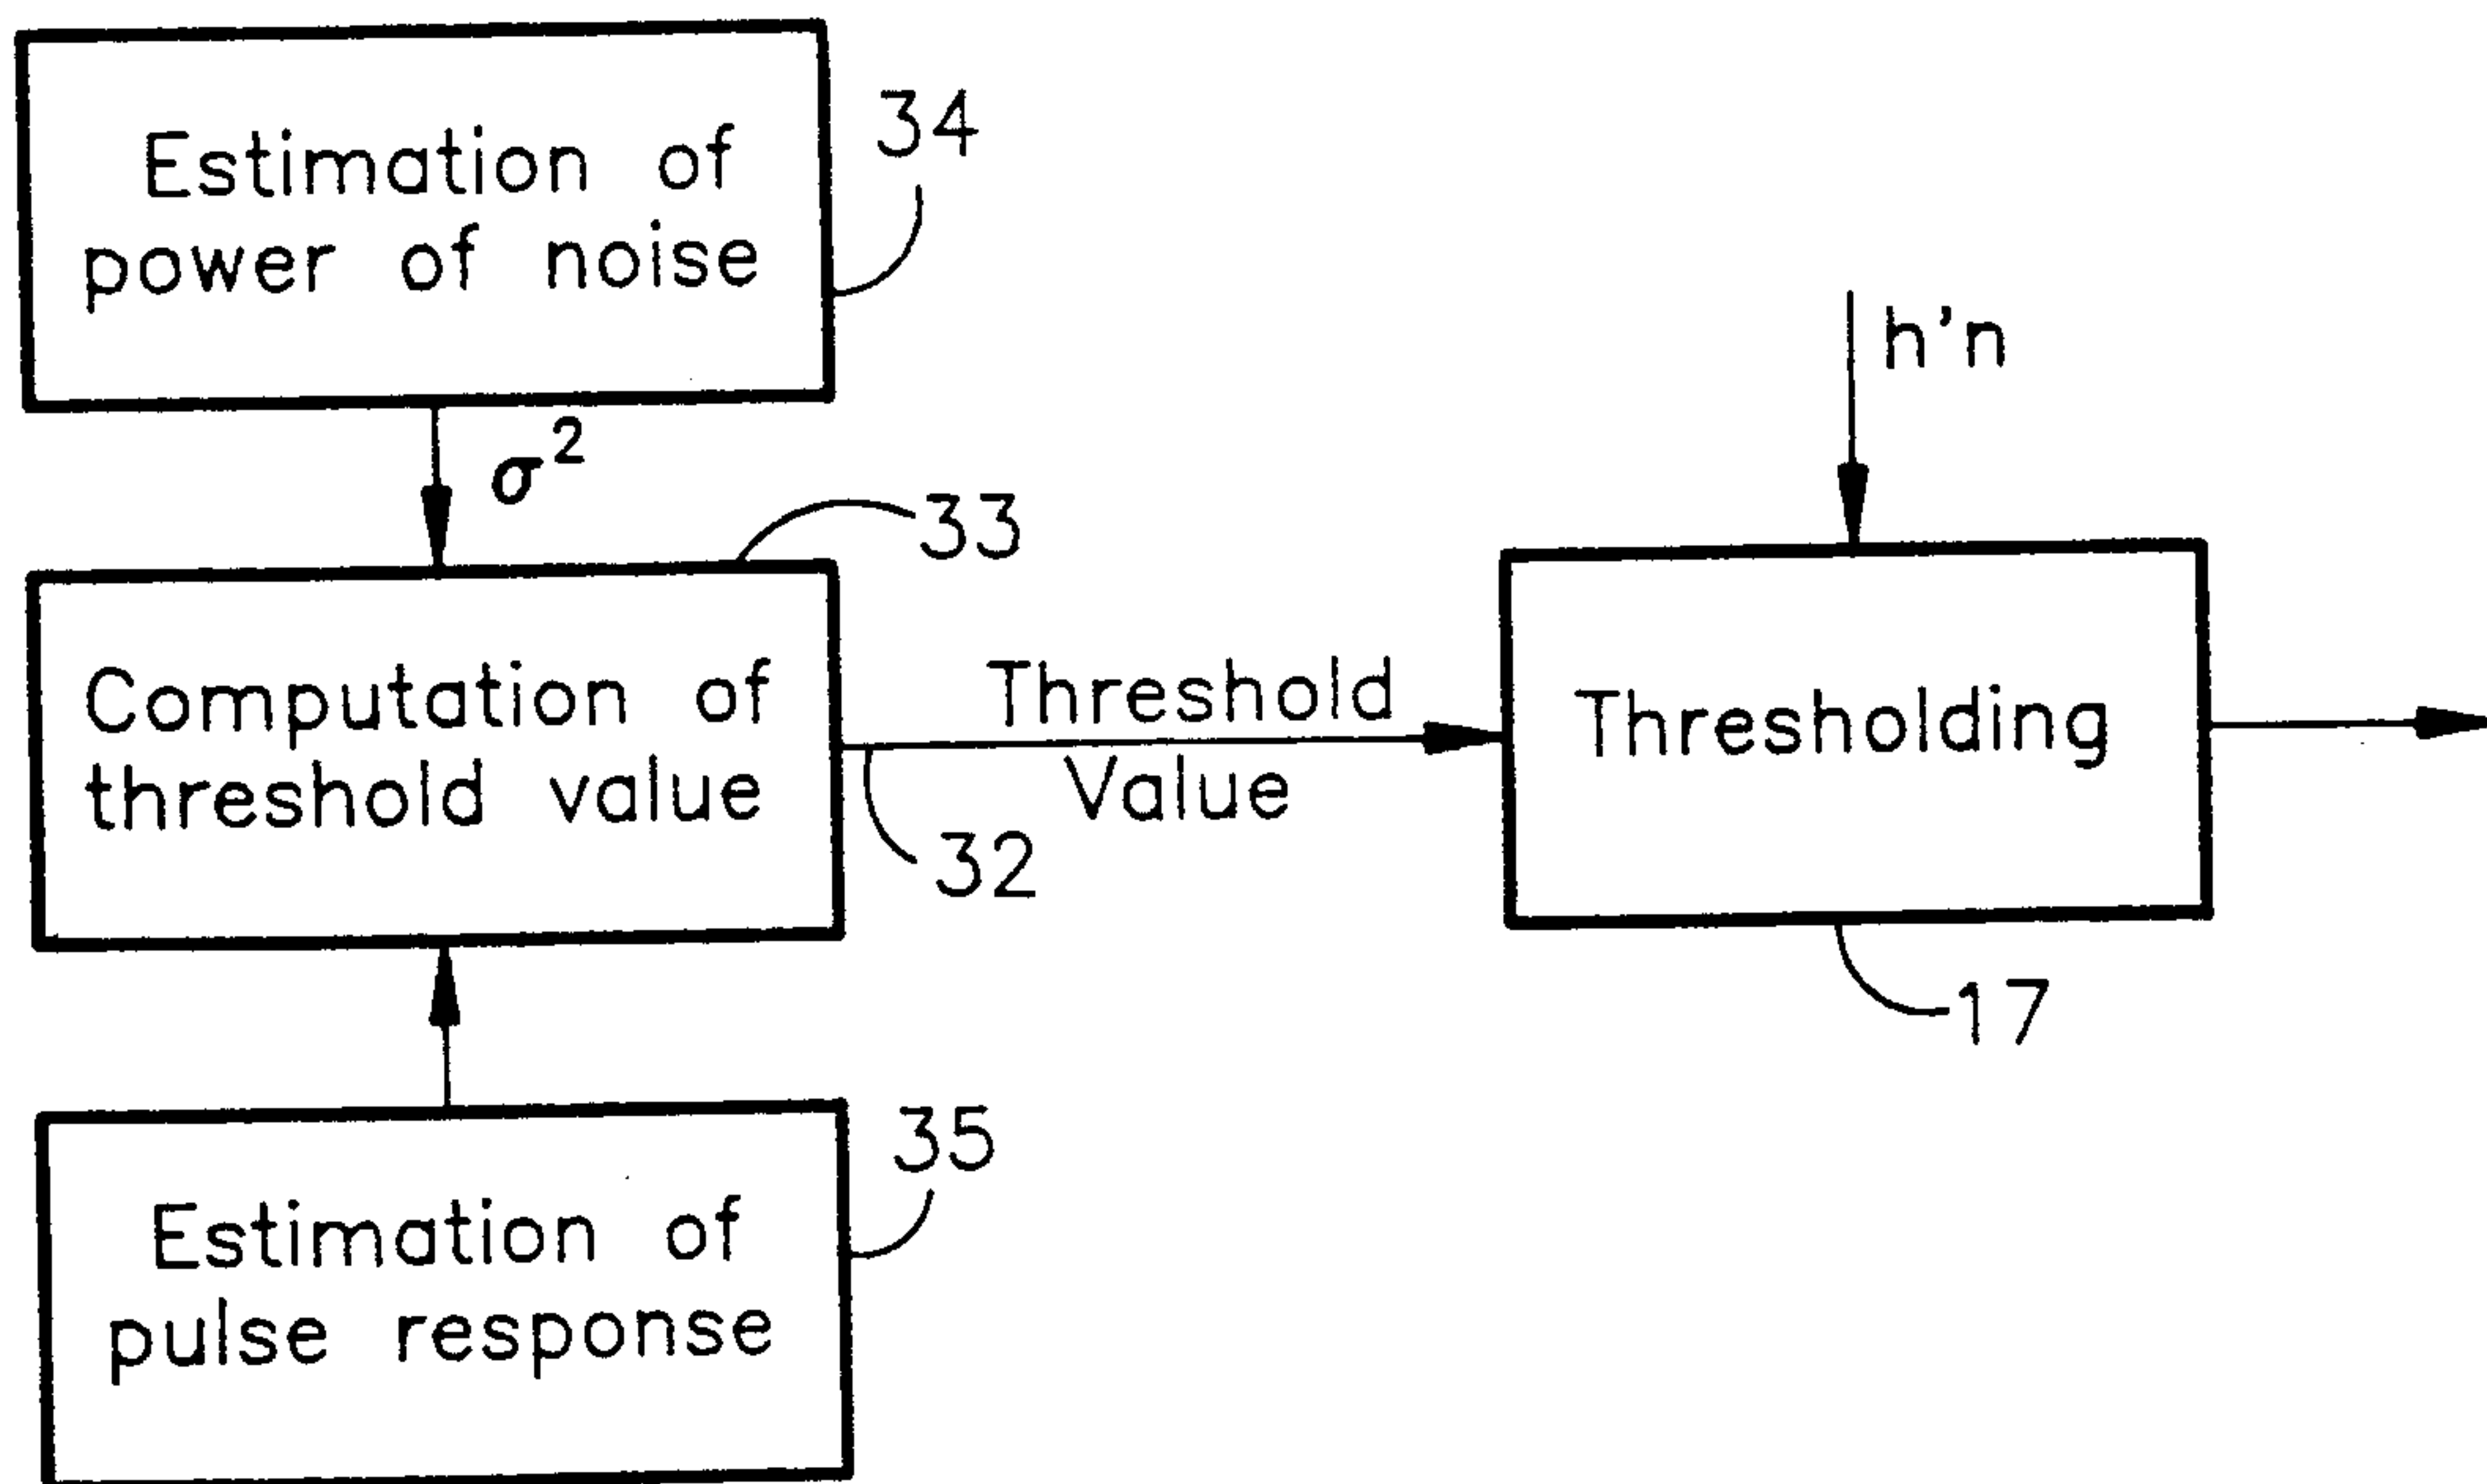 Estimation of
power of noise
34
σ²
33
Computation of
threshold value
Threshold
Value
32
h'n
Thresholding
17
35
Estimation of
pulse response